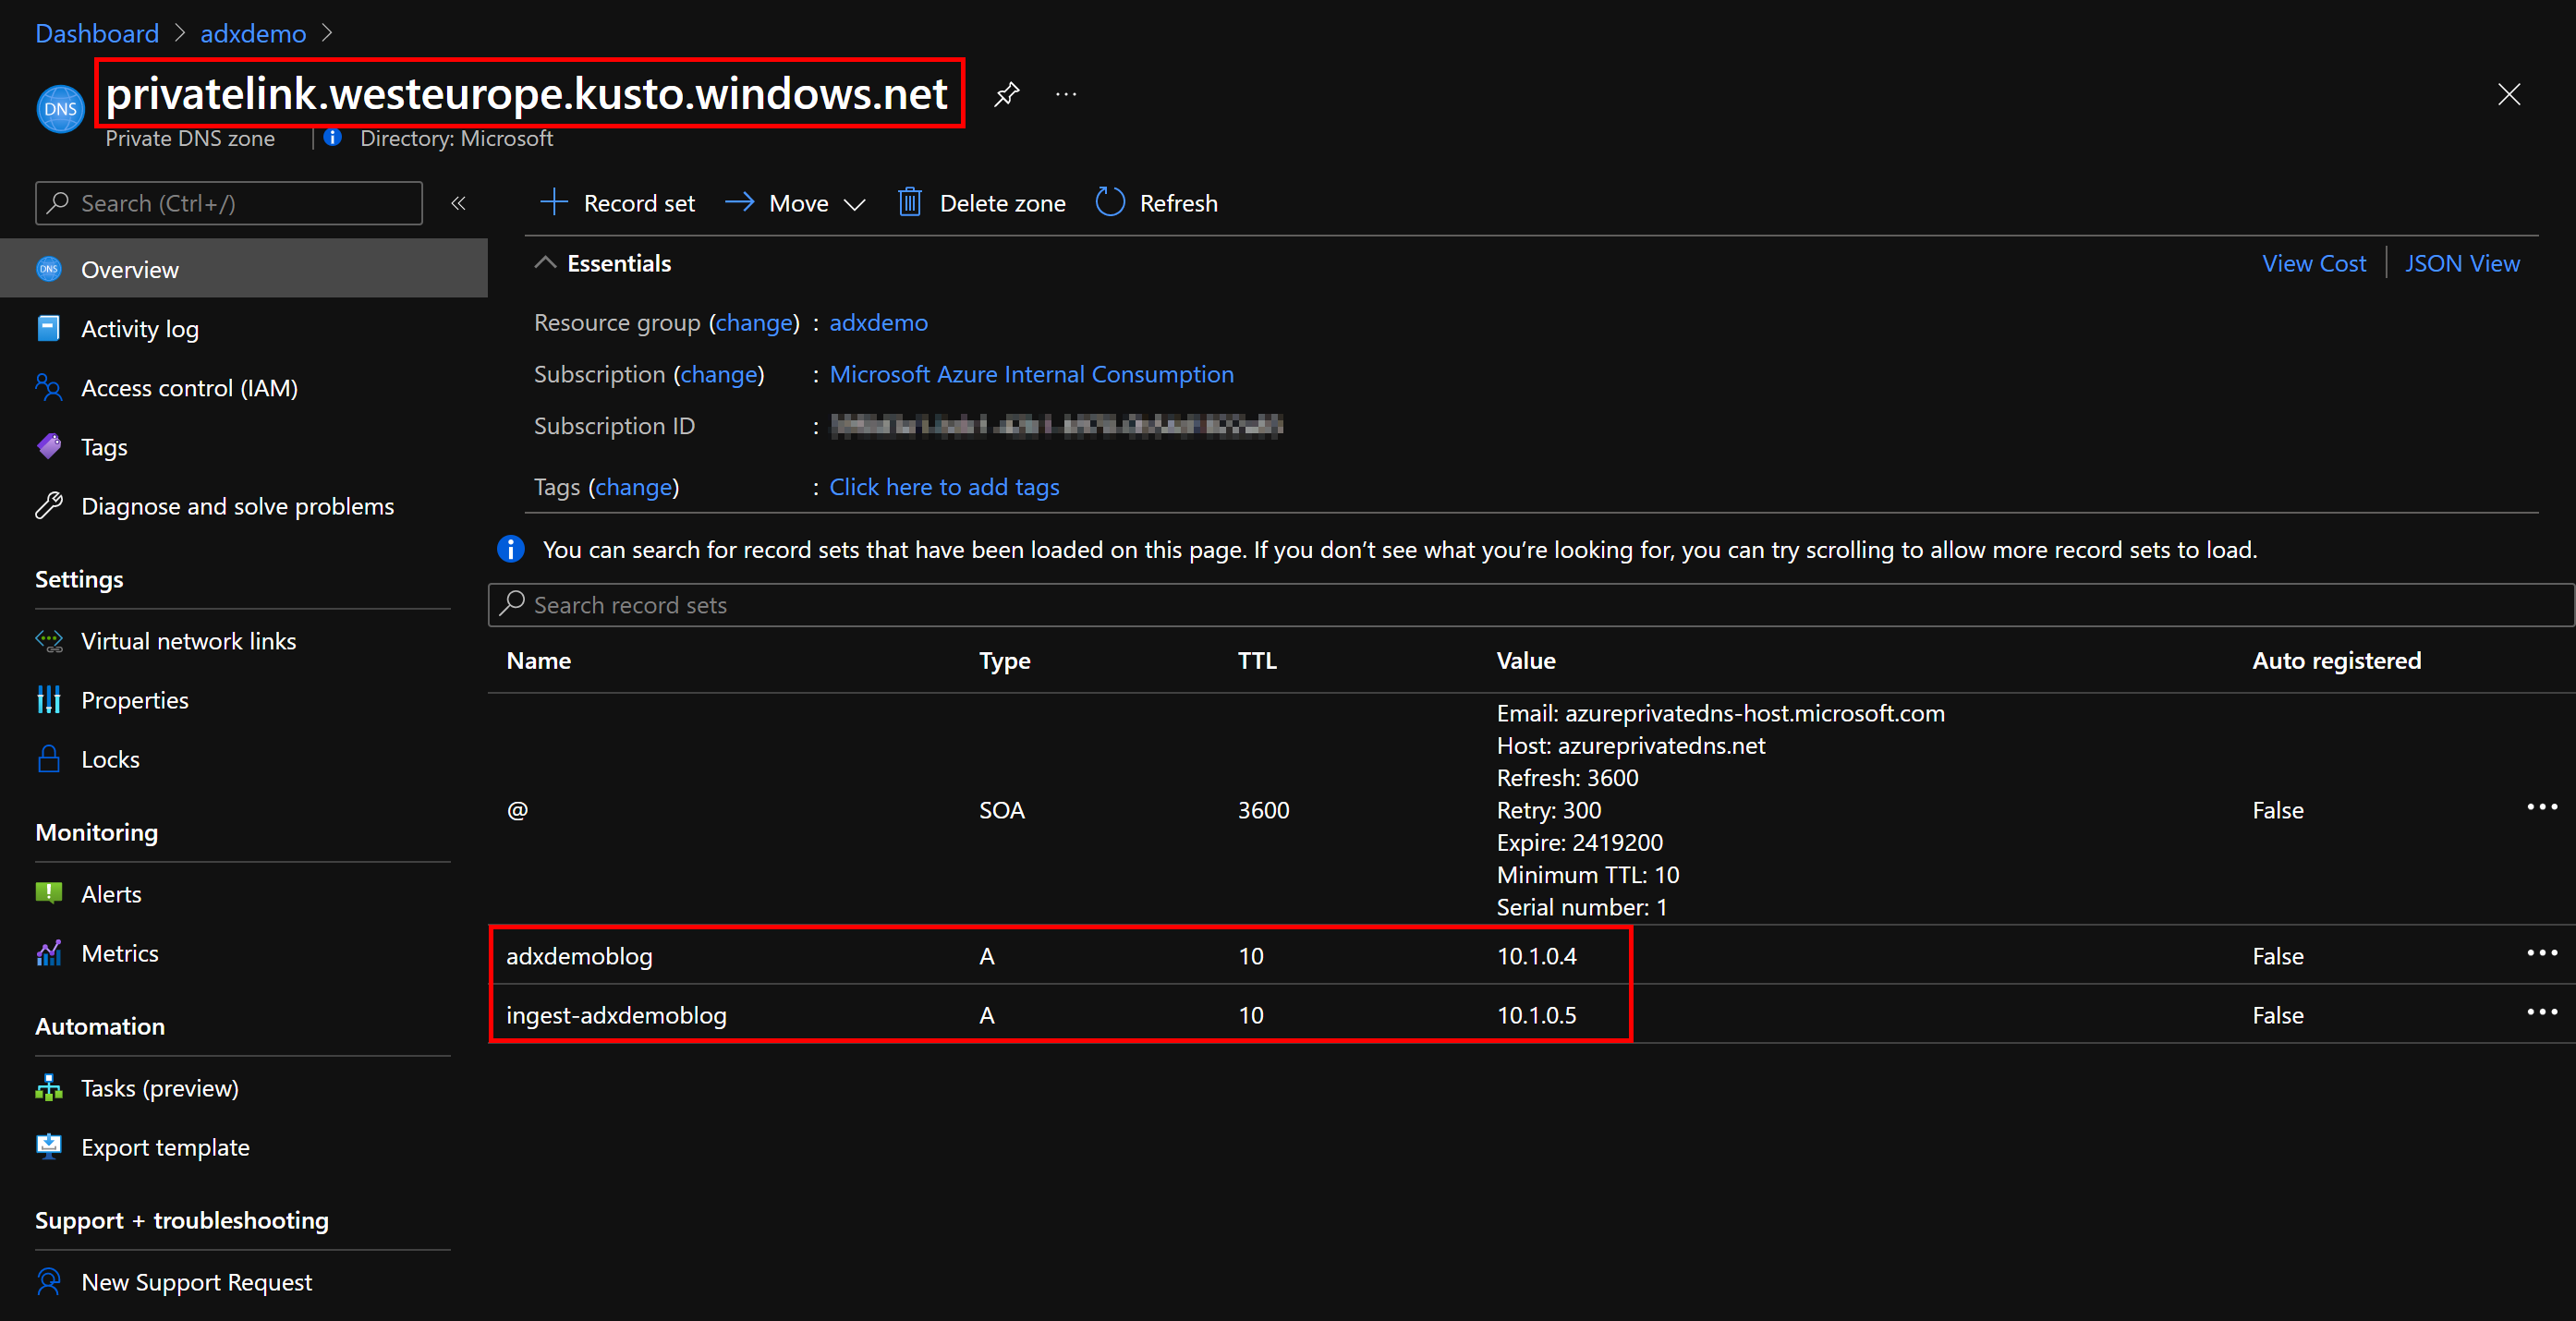 Dashboard > adxdemo >
DNS privatelink.westeurope.kusto.windows.net ...
Private DNS zone | Directory: Microsoft
Search (Ctrl+/) «
Record set Move Delete zone Refresh
Overview
Activity log
Access control (IAM)
Tags
Diagnose and solve problems
Settings
Virtual network links
Properties
Locks
Monitoring
Alerts
Metrics
Automation
Tasks (preview)
Export template
Support + troubleshooting
New Support Request
Essentials
View Cost | JSON View
Resource group (change) : adxdemo
Subscription (change) : Microsoft Azure Internal Consumption
Subscription ID :
Tags (change) : Click here to add tags
You can search for record sets that have been loaded on this page. If you don’t see what you’re looking for, you can try scrolling to allow more record sets to load.
Search record sets
Name Type TTL Value Auto registered
Email: azureprivatedns-host.microsoft.com
Host: azureprivatedns.net
Refresh: 3600
@ SOA 3600 Retry: 300 False ...
Expire: 2419200
Minimum TTL: 10
Serial number: 1
adxdemoblog A 10 10.1.0.4 False ...
ingest-adxdemoblog A 10 10.1.0.5 False ...